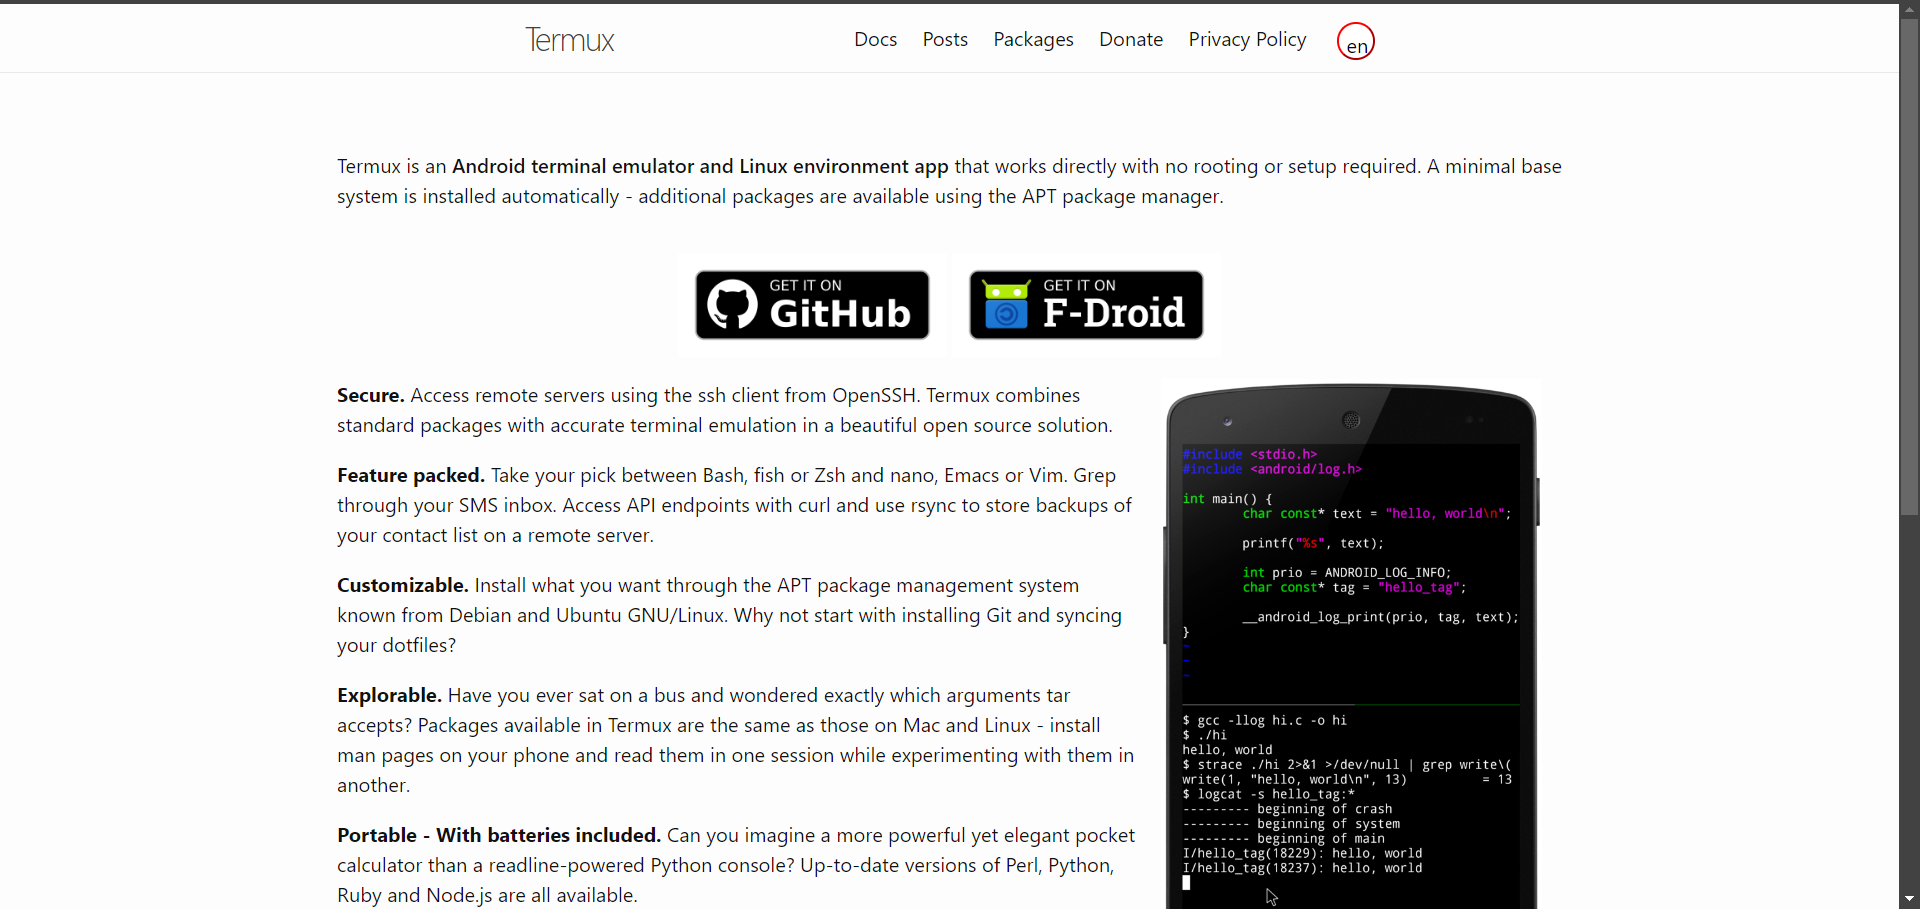 Termux
Docs Posts Packages Donate Privacy Policy en
Termux is an Android terminal emulator and Linux environment app that works directly with no rooting or setup required. A minimal base
system is installed automatically - additional packages are available using the APT package manager.
GET IT ON
GitHub
GET IT ON
F-Droid
Secure. Access remote servers using the ssh client from OpenSSH. Termux combines
standard packages with accurate terminal emulation in a beautiful open source solution.
Feature packed. Take your pick between Bash, fish or Zsh and nano, Emacs or Vim. Grep
through your SMS inbox. Access API endpoints with curl and use rsync to store backups of
your contact list on a remote server.
Customizable. Install what you want through the APT package management system
known from Debian and Ubuntu GNU/Linux. Why not start with installing Git and syncing
your dotfiles?
Explorable. Have you ever sat on a bus and wondered exactly which arguments tar
accepts? Packages available in Termux are the same as those on Mac and Linux - install
man pages on your phone and read them in one session while experimenting with them in
another.
Portable - With batteries included. Can you imagine a more powerful yet elegant pocket
calculator than a readline-powered Python console? Up-to-date versions of Perl, Python,
Ruby and Node.js are all available.
#include <stdio.h>
#include <android/log.h>
int main() {
char const* text = "hello, world\n";
printf("%s", text);
int prio = ANDROID_LOG_INFO;
char const* tag = "hello_tag";
__android_log_print(prio, tag, text);
}
~
~
~
$ gcc -llog hi.c -o hi
$ ./hi
hello, world
$ strace ./hi 2>&1 >/dev/null | grep write\(
write(1, "hello, world\n", 13) = 13
$ logcat -s hello_tag:*
--------- beginning of crash
--------- beginning of system
--------- beginning of main
I/hello_tag(18229): hello, world
I/hello_tag(18237): hello, world